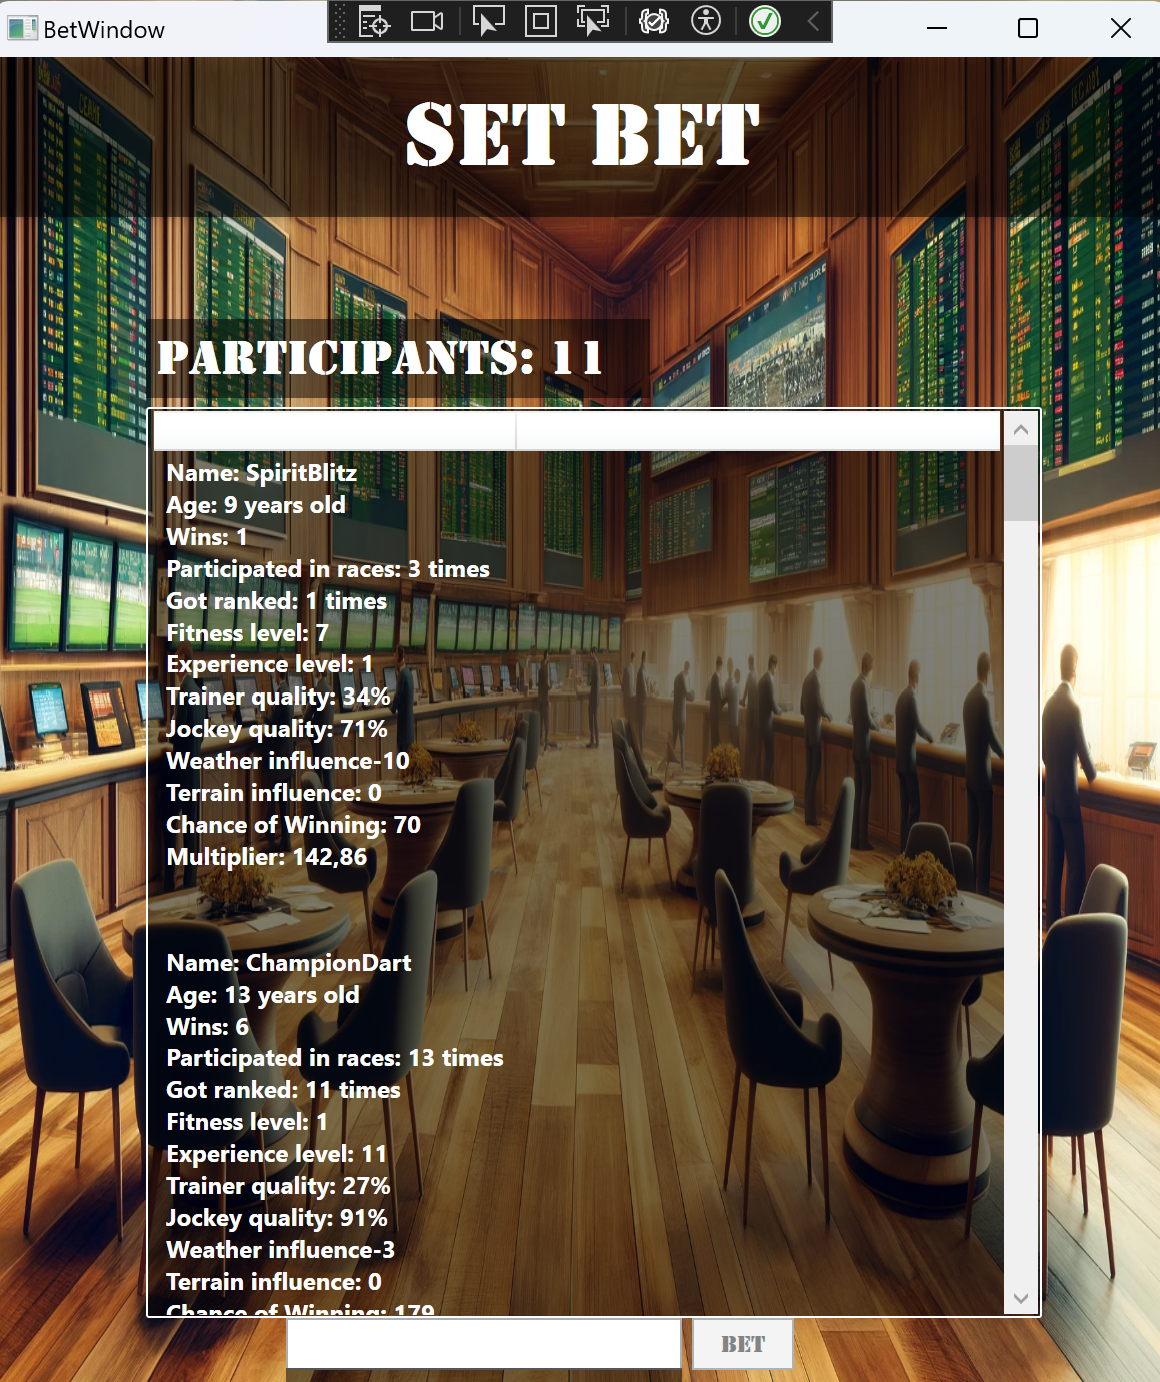 BetWindow
SET BET
PARTICIPANTS: 11
Name: SpiritBlitz
Age: 9 years old
Wins: 1
Participated in races: 3 times
Got ranked: 1 times
Fitness level: 7
Experience level: 1
Trainer quality: 34%
Jockey quality: 71%
Weather influence-10
Terrain influence: 0
Chance of Winning: 70
Multiplier: 142,86
Name: ChampionDart
Age: 13 years old
Wins: 6
Participated in races: 13 times
Got ranked: 11 times
Fitness level: 1
Experience level: 11
Trainer quality: 27%
Jockey quality: 91%
Weather influence-3
Terrain influence: 0
Chance of Winning: 179
BET